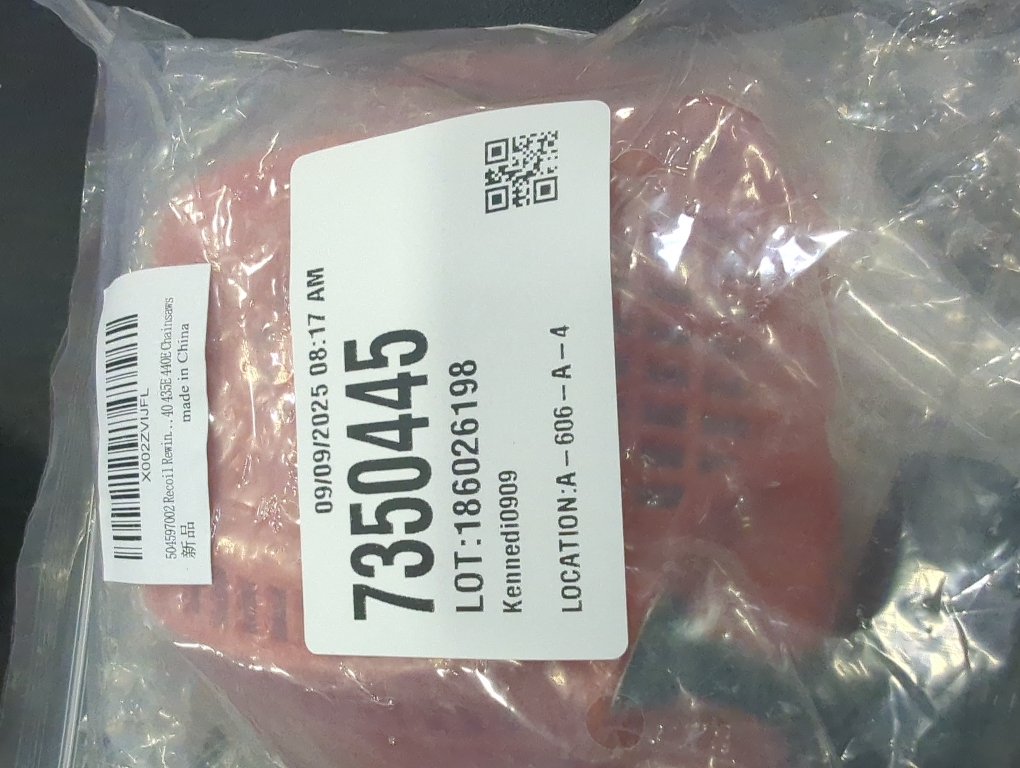 X002ZVIJFL
504597002 Recoil Rewin...40 435E 440E Chainsaws
新品 made in China
09/09/2025 08:17 AM
7350445
LOT:186026198
Kennedi0909
LOCATION:A-606-A-4